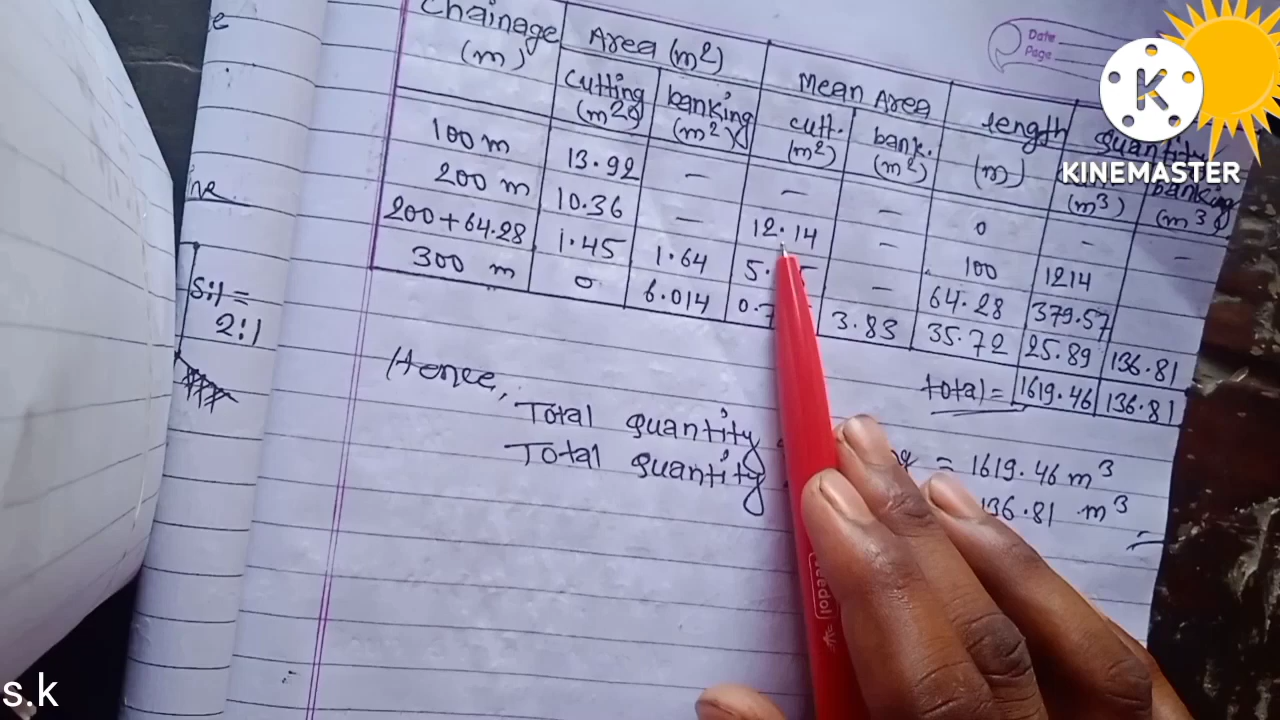 Chainage (m) Area (m²) Mean Area length (m) quantity
cutting (m²) banking (m²) cutt. (m²) bank. (m²) (m³) banking (m³)
100 m 13.92 — — — 0 — —
200 m 10.36 — 12.14 — 100 1214
200+64.28 1.45 1.64 — 64.28 379.57
300 m 0 6.014 3.83 35.72 25.89 136.81
total = 1619.46 136.81
Hence,
Total quantity = 1619.46 m³
Total quantity 136.81 m³
S:1 =
2:1
Date
Page
K
KINEMASTER
s.k